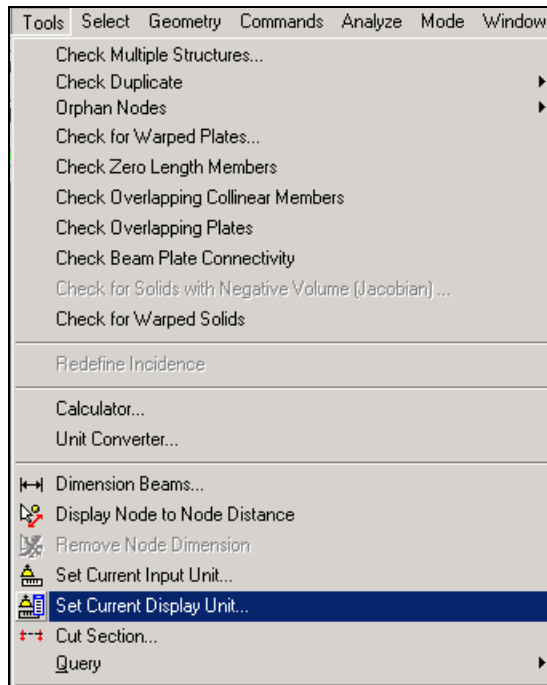 Tools Select Geometry Commands Analyze Mode Window
Check Multiple Structures...
Check Duplicate
Orphan Nodes
Check for Warped Plates...
Check Zero Length Members
Check Overlapping Collinear Members
Check Overlapping Plates
Check Beam Plate Connectivity
Check for Solids with Negative Volume (Jacobian) ...
Check for Warped Solids
Redefine Incidence
Calculator...
Unit Converter...
Dimension Beams...
Display Node to Node Distance
Remove Node Dimension
Set Current Input Unit...
Set Current Display Unit...
Cut Section...
Query